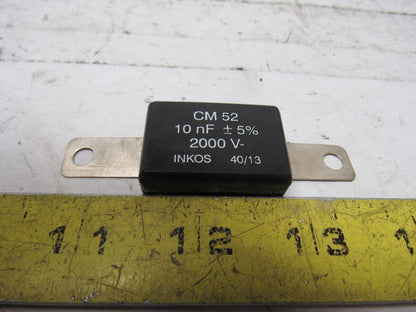 CM 52
10 nF ± 5%
2000 V-
INKOS 40/13
11 12 13